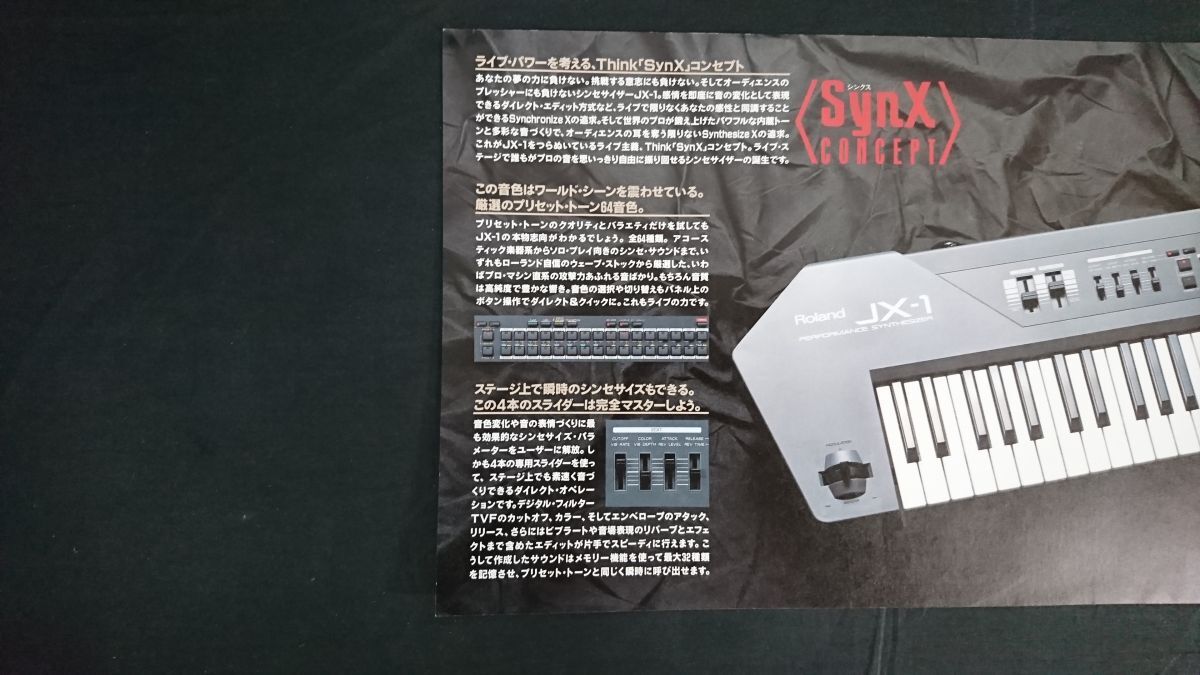 ライブ・パワーを考える、Think「SynX」コンセプト
あなたの夢の力に負けない。挑戦する意志にも負けない。そしてオーディエンスの
プレッシャーにも負けないシンセサイザーJX-1。感情を即座に音の変化として表現
できるダイレクト・エディット方式など、ライブで限りなくあなたの感性と同調すること
ができるSynchronize Xの追求。そして世界のプロが鍛え上げたパワフルな内蔵トー
ンと多彩な音づくりで、オーディエンスの耳を奪う限りないSynthesize Xの追求。
これがJX-1をつらぬいているライブ主義、Think「SynX」コンセプト。ライブ・ス
テージで誰もがプロの音を思いっきり自由に振り回せるシンセサイザーの誕生です。
シンクス
SynX
CONCEPT
この音色はワールド・シーンを震わせている。
厳選のプリセット・トーン64音色。
プリセット・トーンのクオリティとバラエティだけを試しても
JX-1の本物志向がわかるでしょう。全64種類。アコース
ティック楽器系からソロ・プレイ向きのシンセ・サウンドまで、い
ずれもローランド自信のウェーブ・ストックから厳選した、いわ
ばプロ・マシン直系の攻撃力あふれる音ばかり。もちろん音質
は高純度で豊かな響き。音色の選択や切り替えもパネル上の
ボタン操作でダイレクト&クイックに。これもライブの力です。
ステージ上で瞬時のシンセサイズもできる。
この4本のスライダーは完全マスターしよう。
音色変化や音の表情づくりに最
も効果的なシンセサイズ・パラ
メーターをユーザーに解放。し
かも4本の専用スライダーを使っ
て、ステージ上でも素速く音づ
くりできるダイレクト・オペレー
ションです。デジタル・フィルター
TVFのカットオフ、カラー、そしてエンベロープのアタック、
リリース、さらにはビブラートや音場表現のリバーブとエフェ
クトまで含めたエディットが片手でスピーディに行えます。こ
うして作成したサウンドはメモリー機能を使って最大32種類
を記憶させ、プリセット・トーンと同じく瞬時に呼び出せます。
EDIT
CUTOFF COLOR ATTACK RELEASE
VIB RATE VIB DEPTH REV LEVEL REV TIME
Roland JX-1
PERFORMANCE SYNTHESIZER